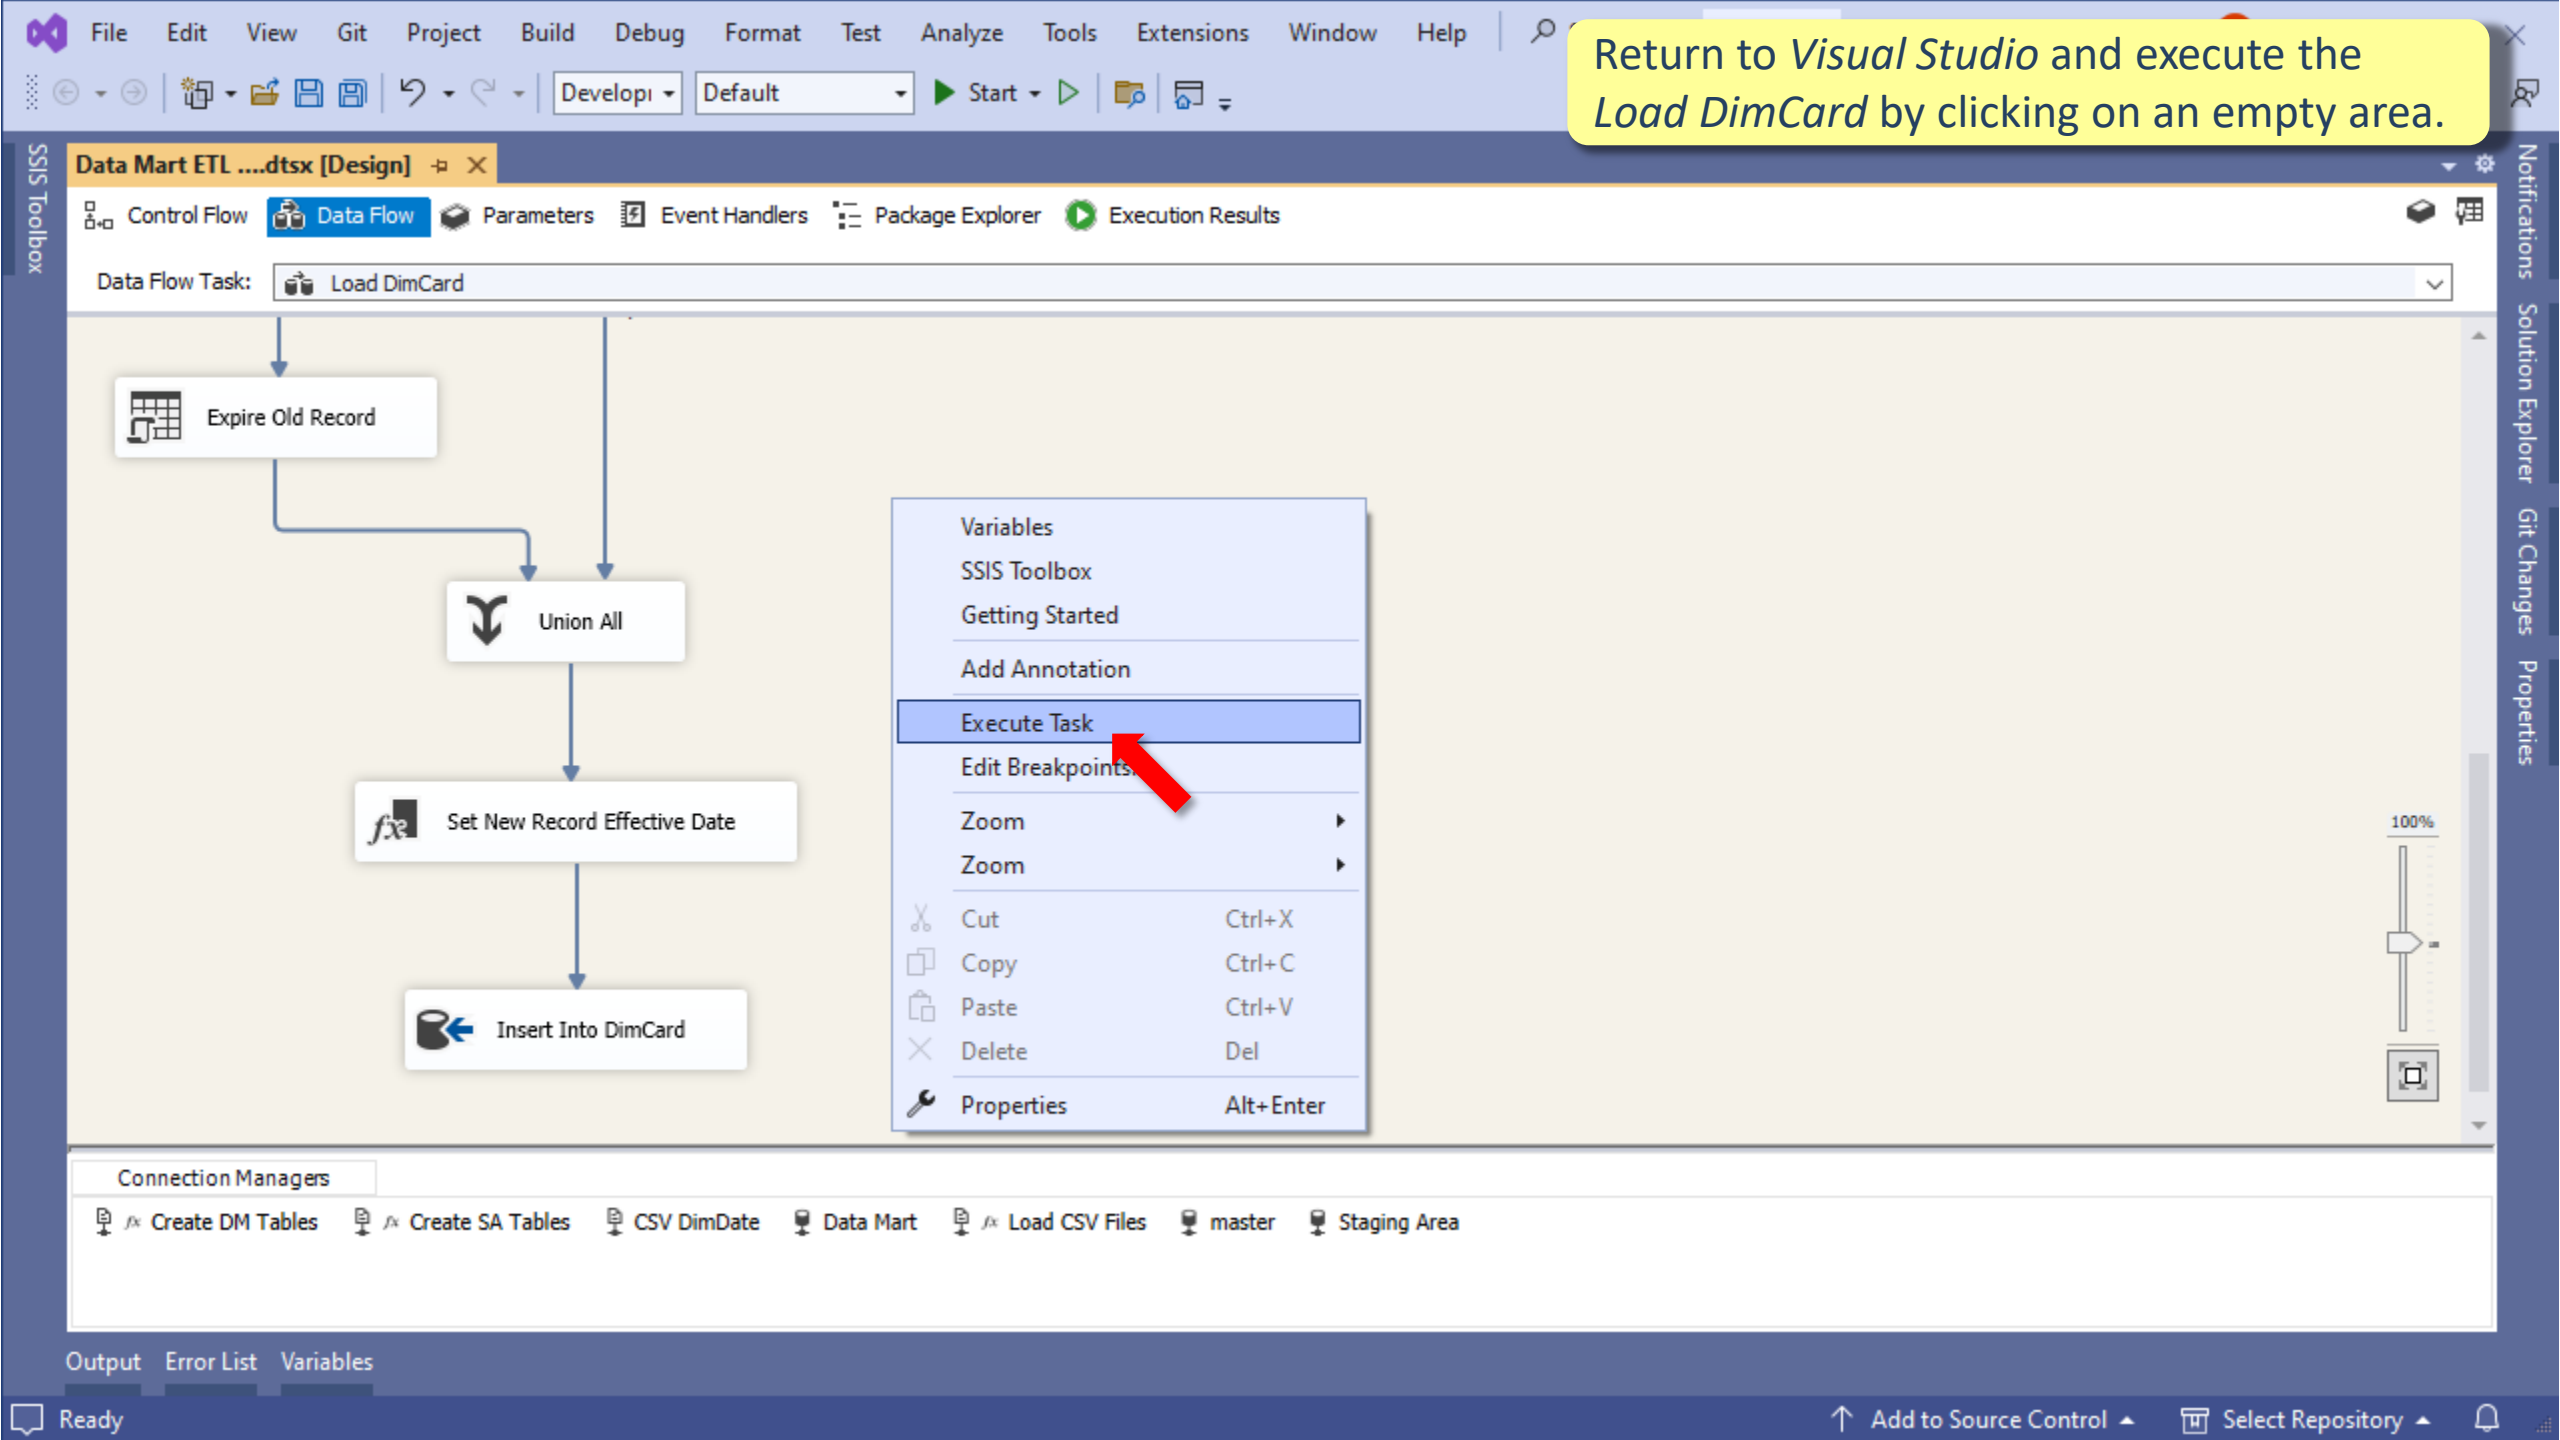 File Edit View Git Project Build Debug Format Test Analyze Tools Extensions Window Help
Return to Visual Studio and execute the
Load DimCard by clicking on an empty area.
Default Start
SSIS Toolbox
Data Mart ETL ....dtsx [Design]
Control Flow Data Flow Parameters Event Handlers Package Explorer Execution Results
Data Flow Task: Load DimCard
Expire Old Record
Union All
Set New Record Effective Date
Insert Into DimCard
Variables
SSIS Toolbox
Getting Started
Add Annotation
Execute Task
Edit Breakpoints
Zoom
Zoom
Cut Ctrl+X
Copy Ctrl+C
Paste Ctrl+V
Delete Del
Properties Alt+Enter
100%
Notifications
Solution Explorer
Git Changes
Properties
Connection Managers
Create DM Tables Create SA Tables CSV DimDate Data Mart Load CSV Files master Staging Area
Output Error List Variables
Ready Add to Source Control Select Repository